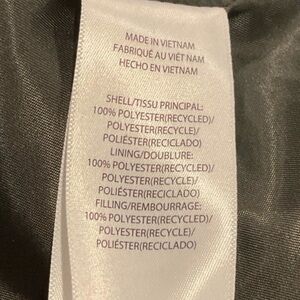 MADE IN VIETNAM
FABRIQUÉ AU VIÊT NAM
HECHO EN VIETNAM
SHELL/TISSU PRINCIPAL:
100% POLYESTER(RECYCLED)/
POLYESTER(RECYCLE)/
POLIÉSTER(RECICLADO)
LINING/DOUBLURE:
100% POLYESTER(RECYCLED)/
POLYESTER(RECYCLE)/
POLIÉSTER(RECICLADO)
FILLING/REMBOURRAGE:
100% POLYESTER(RECYCLED)/
POLYESTER(RECYCLE)/
POLIÉSTER(RECICLADO)